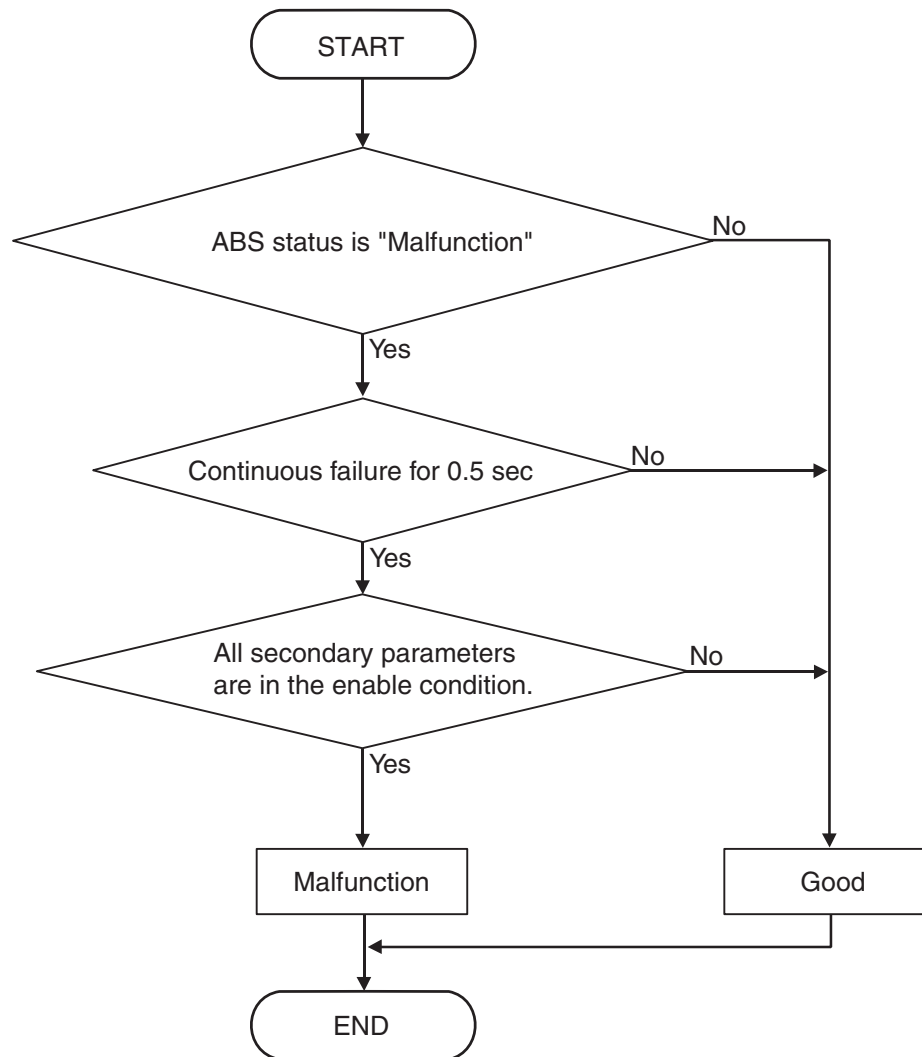 START
ABS status is "Malfunction"
No
Yes
Continuous failure for 0.5 sec
No
Yes
All secondary parameters
are in the enable condition.
No
Yes
Malfunction
Good
END